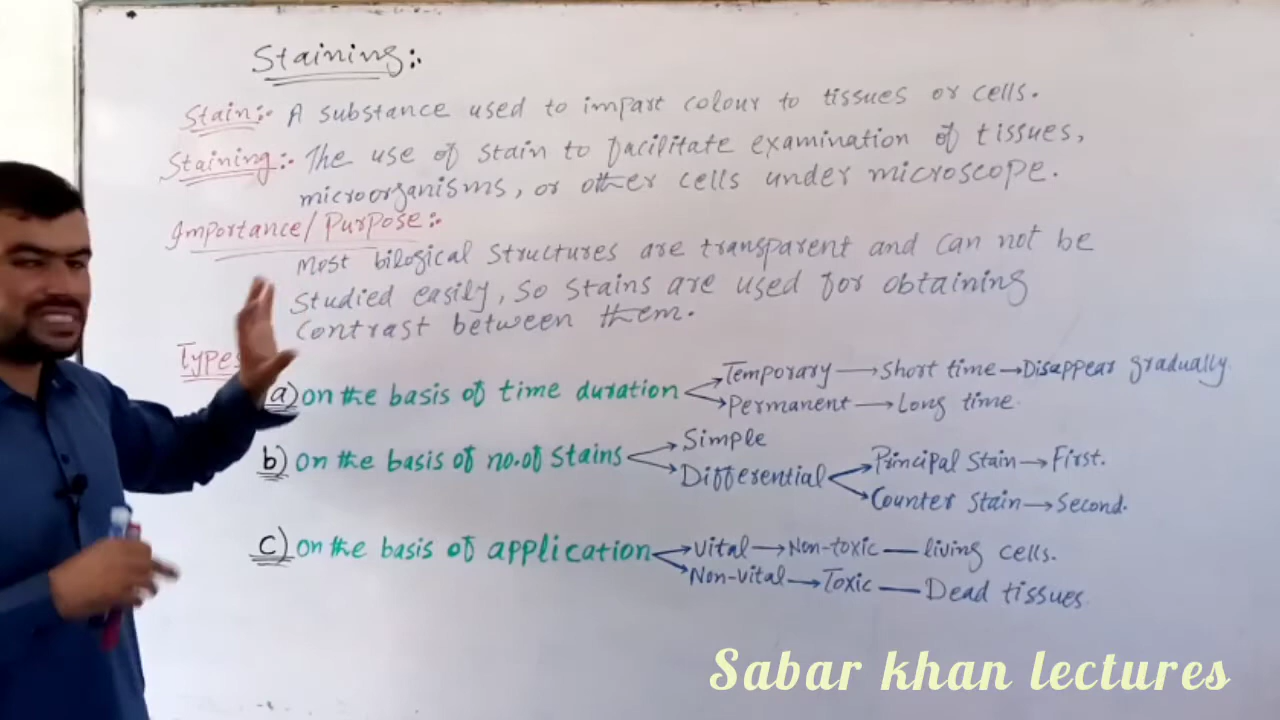 Staining:
Stain:- A substance used to impart colour to tissues or cells.
Staining:- The use of stain to facilitate examination of tissues,
microorganisms, or other cells under microscope.
Importance/Purpose:-
Most bilogical structures are transparent and can not be
studied easily, so stains are used for obtaining
contrast between them.
Types
a) on the basis of time duration
Temporary → Short time → Disappear gradually
Permanent → Long time.
b) on the basis of no. of stains
Simple
Differential
Principal stain → First.
Counter stain → Second.
c) on the basis of application
Vital → Non-toxic — living cells.
Non-vital → Toxic — Dead tissues.
Sabar khan lectures